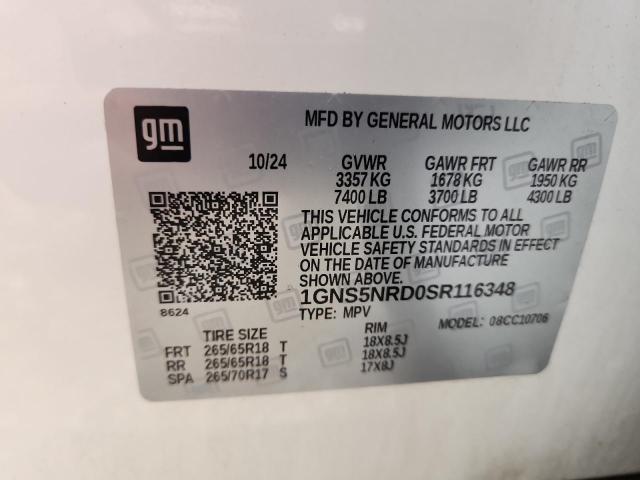 gm
MFD BY GENERAL MOTORS LLC
10/24 GVWR GAWR FRT GAWR RR
3357 KG 1678 KG 1950 KG
7400 LB 3700 LB 4300 LB
THIS VEHICLE CONFORMS TO ALL
APPLICABLE U.S. FEDERAL MOTOR
VEHICLE SAFETY STANDARDS IN EFFECT
ON THE DATE OF MANUFACTURE
SHOWN ABOVE.
1GNS5NRD0SR116348
8624
TYPE: MPV MODEL: 08CC10706
TIRE SIZE RIM
FRT 265/65R18 T 18X8.5J
RR 265/65R18 T 18X8.5J
SPA 265/70R17 S 17X8J